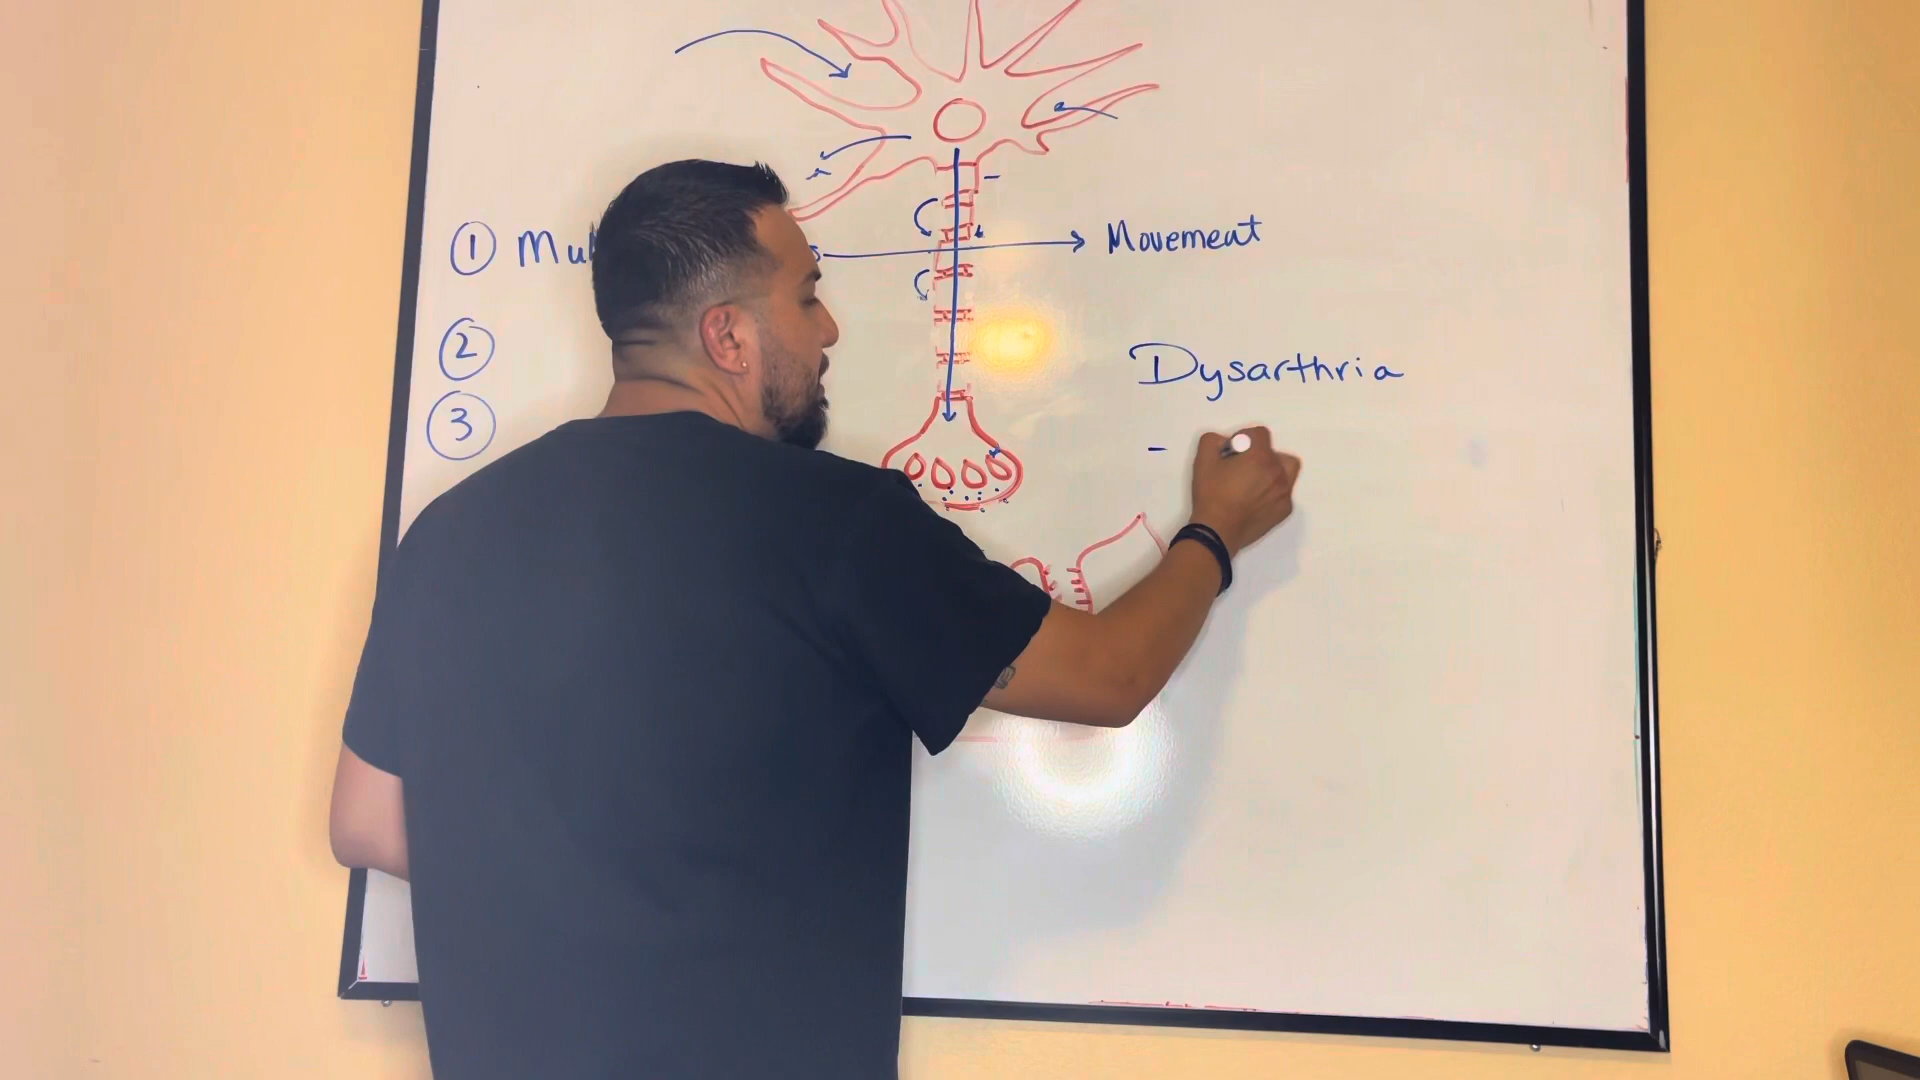 ① Mu → Movement
②
Dysarthria
③
-